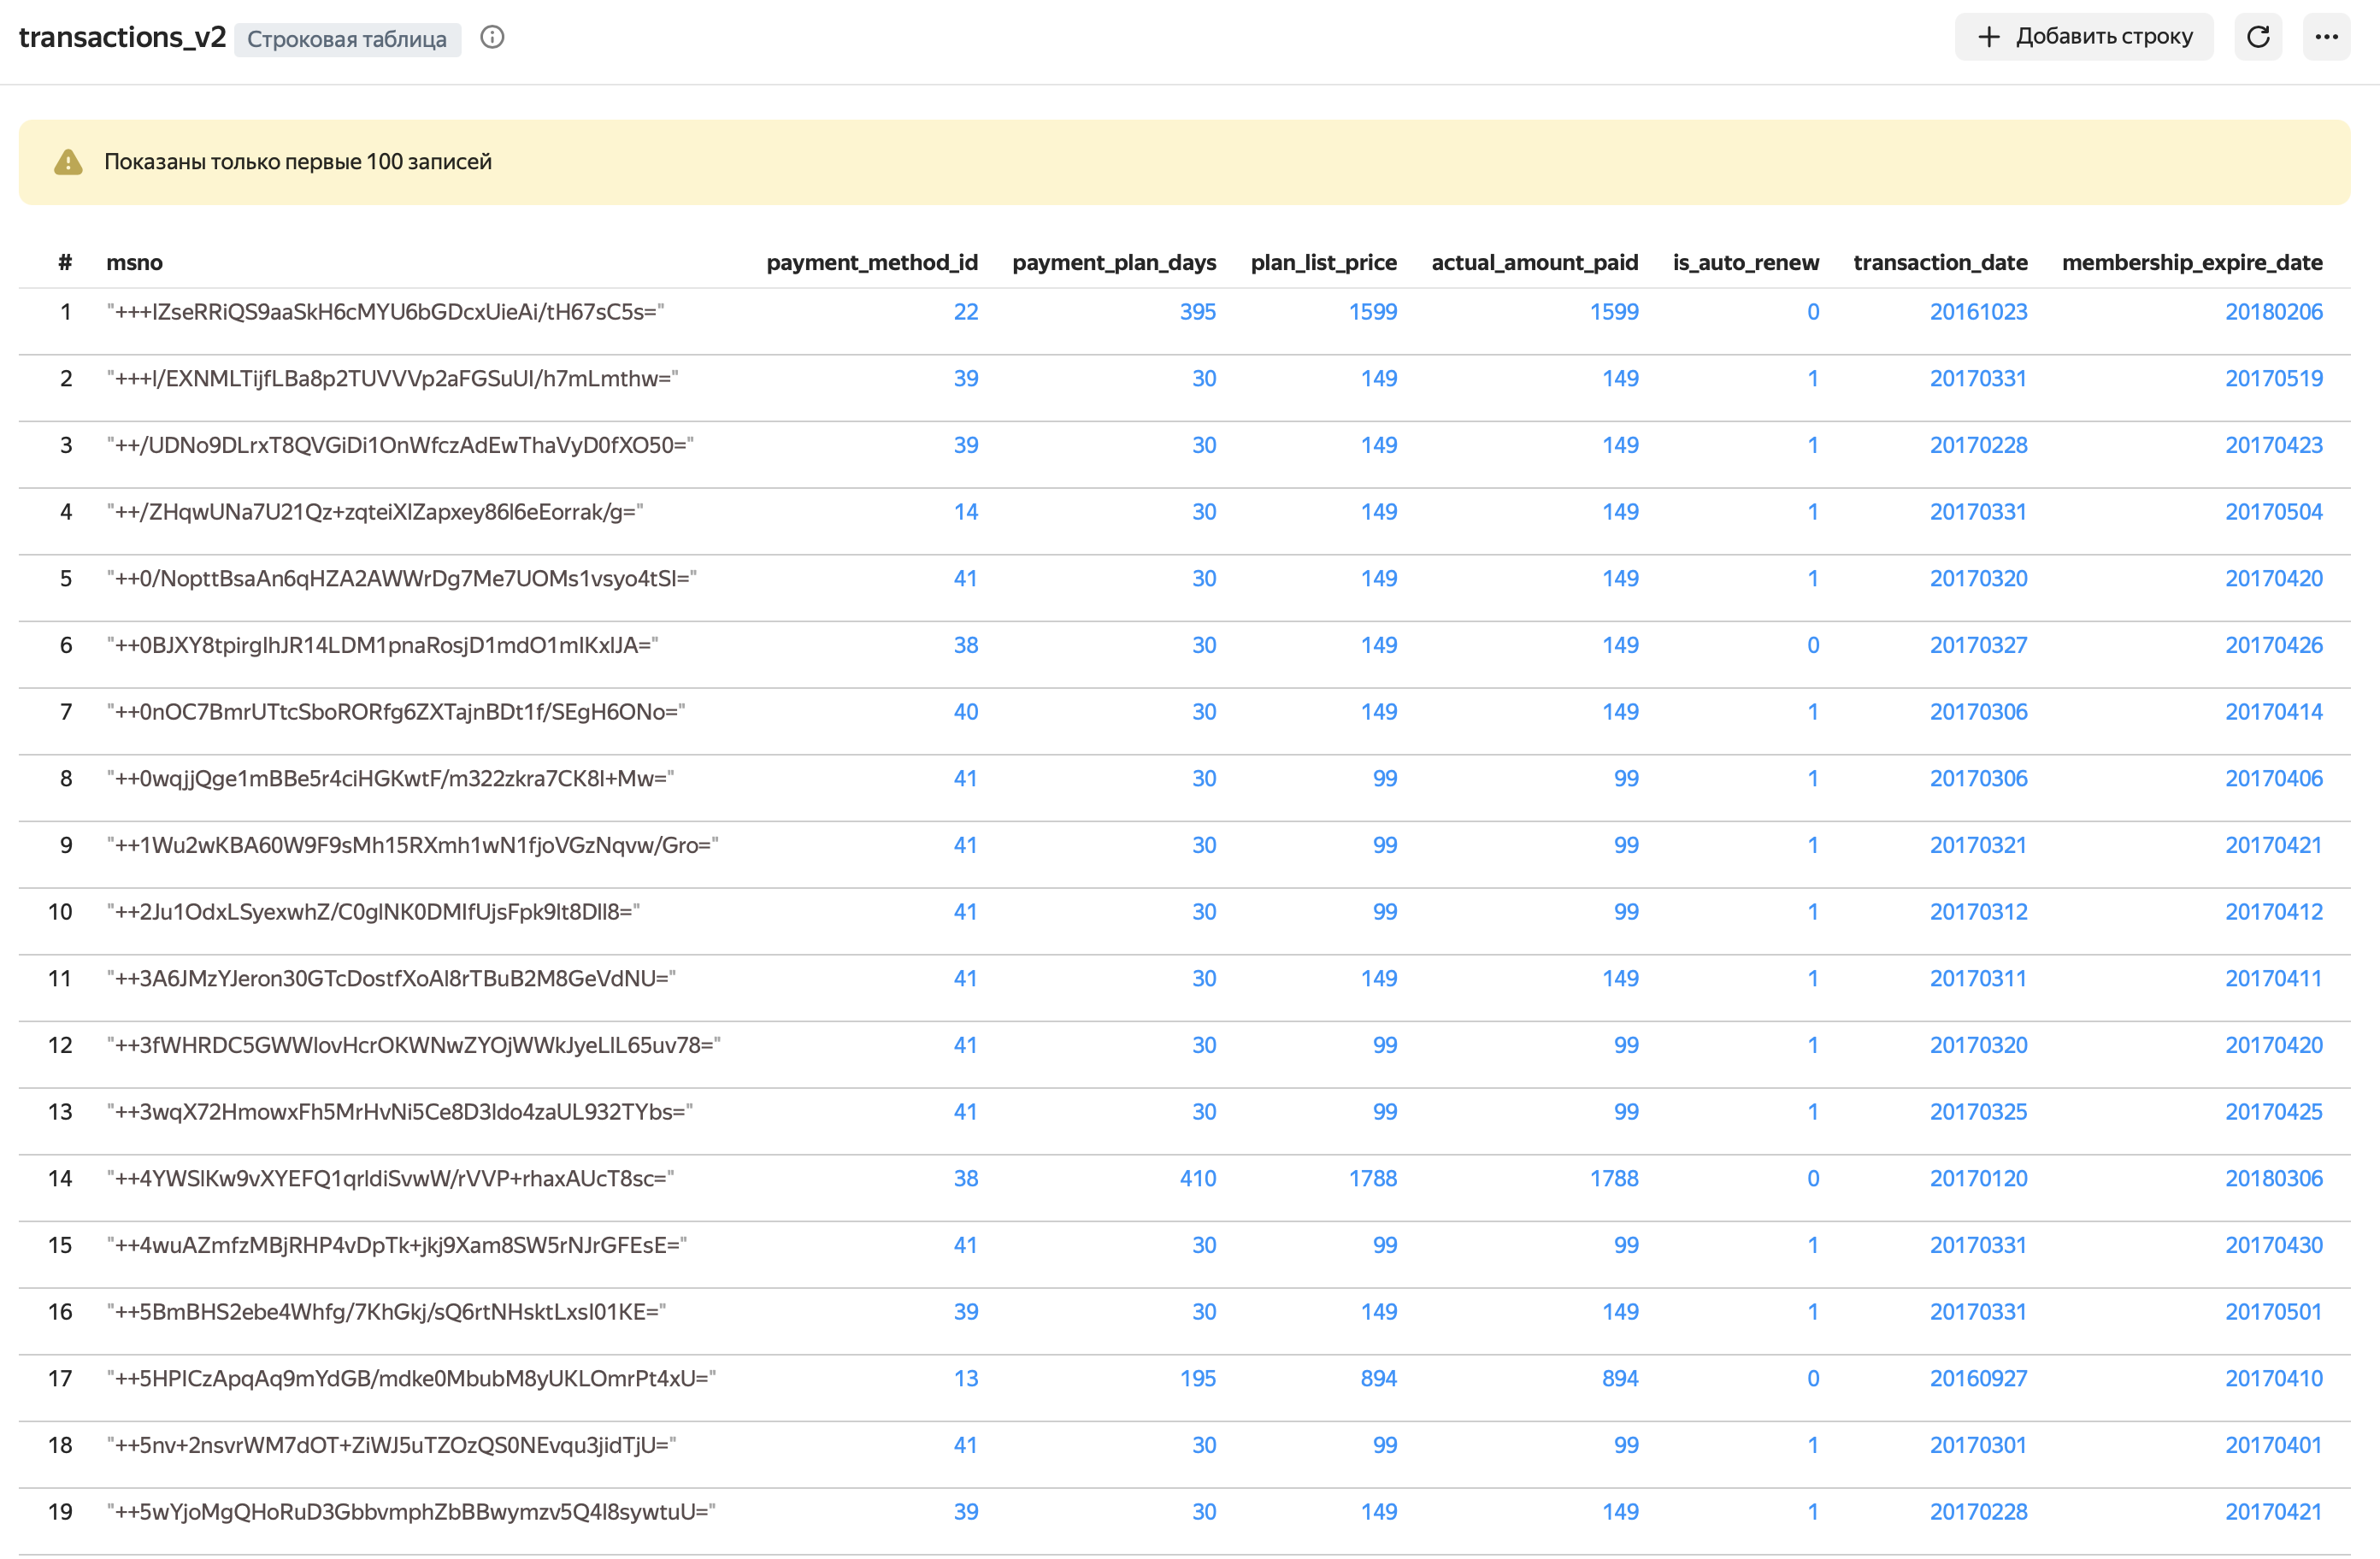 transactions_v2 Строковая таблица
Добавить строку
Показаны только первые 100 записей
# msno payment_method_id payment_plan_days plan_list_price actual_amount_paid is_auto_renew transaction_date membership_expire_date
1 "+++IZseRRiQS9aaSkH6cMYU6bGDcxUieAi/tH67sC5s=" 22 395 1599 1599 0 20161023 20180206
2 "+++l/EXNMLTijfLBa8p2TUVVVp2aFGSuUI/h7mLmthw=" 39 30 149 149 1 20170331 20170519
3 "++/UDNo9DLrxT8QVGiDi1OnWfczAdEwThaVyD0fXO50=" 39 30 149 149 1 20170228 20170423
4 "++/ZHqwUNa7U21Qz+zqteiXlZapxey86l6eEorrak/g=" 14 30 149 149 1 20170331 20170504
5 "++0/NopttBsaAn6qHZA2AWWrDg7Me7UOMs1vsyo4tSI=" 41 30 149 149 1 20170320 20170420
6 "++0BJXY8tpirgIhJR14LDM1pnaRosjD1mdO1mIKxlJA=" 38 30 149 149 0 20170327 20170426
7 "++0nOC7BmrUTtcSboRORfg6ZXTajnBDt1f/SEgH6ONo=" 40 30 149 149 1 20170306 20170414
8 "++0wqjjQge1mBBe5r4ciHGKwtF/m322zkra7CK8I+Mw=" 41 30 99 99 1 20170306 20170406
9 "++1Wu2wKBA60W9F9sMh15RXmh1wN1fjoVGzNqvw/Gro=" 41 30 99 99 1 20170321 20170421
10 "++2Ju1OdxLSyexwhZ/C0glNK0DMIfUjsFpk9lt8Dll8=" 41 30 99 99 1 20170312 20170412
11 "++3A6JMzYJeron30GTcDostfXoAl8rTBuB2M8GeVdNU=" 41 30 149 149 1 20170311 20170411
12 "++3fWHRDC5GWWlovHcrOKWNwZYOjWWkJyeLlL65uv78=" 41 30 99 99 1 20170320 20170420
13 "++3wqX72HmowxFh5MrHvNi5Ce8D3ldo4zaUL932TYbs=" 41 30 99 99 1 20170325 20170425
14 "++4YWSlKw9vXYEFQ1qrldiSvwW/rVVP+rhaxAUcT8sc=" 38 410 1788 1788 0 20170120 20180306
15 "++4wuAZmfzMBjRHP4vDpTk+jkj9Xam8SW5rNJrGFEsE=" 41 30 99 99 1 20170331 20170430
16 "++5BmBHS2ebe4Whfg/7KhGkj/sQ6rtNHsktLxsI01KE=" 39 30 149 149 1 20170331 20170501
17 "++5HPICzApqAq9mYdGB/mdke0MbubM8yUKLOmrPt4xU=" 13 195 894 894 0 20160927 20170410
18 "++5nv+2nsvrWM7dOT+ZiWJ5uTZOzQS0NEvqu3jidTjU=" 41 30 99 99 1 20170301 20170401
19 "++5wYjoMgQHoRuD3GbbvmphZbBBwymzv5Q4l8sywtuU=" 39 30 149 149 1 20170228 20170421